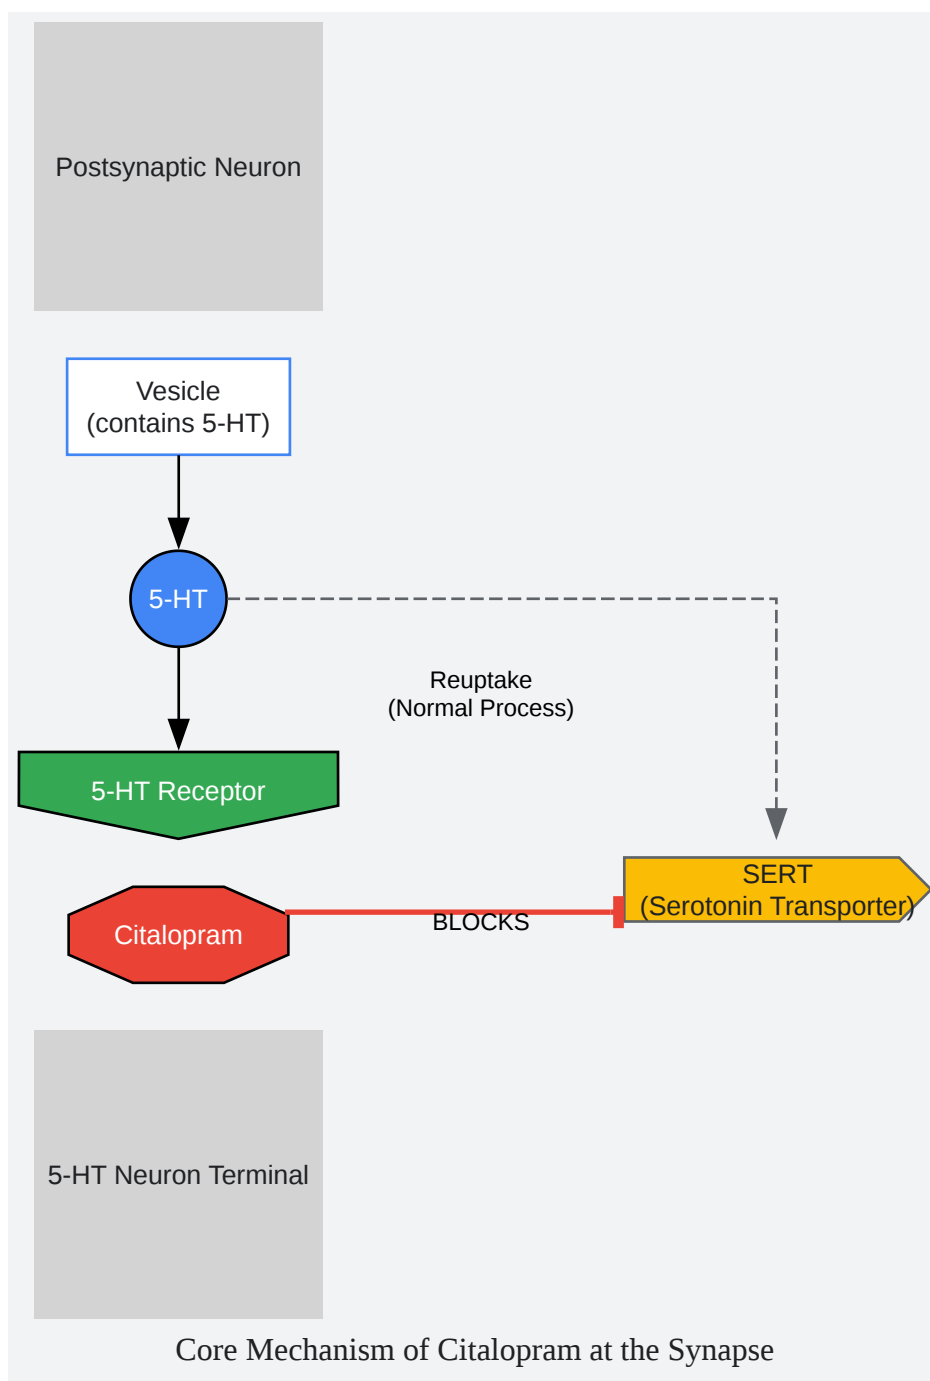 Postsynaptic Neuron
Vesicle
(contains 5-HT)
5-HT
Reuptake
(Normal Process)
5-HT Receptor
SERT
(Serotonin Transporter)
BLOCKS
Citalopram
5-HT Neuron Terminal
Core Mechanism of Citalopram at the Synapse